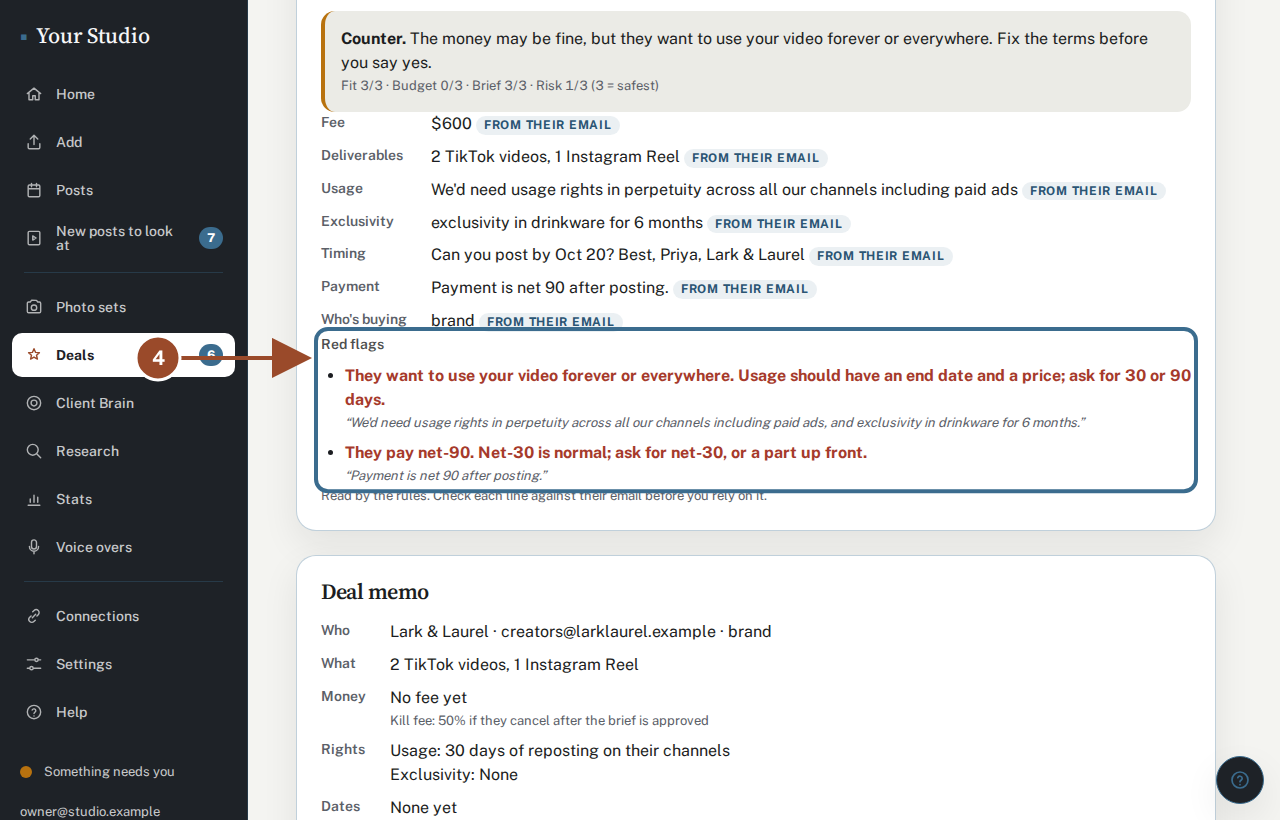 Your Studio
Home
Add
Posts
New posts to look at
7
Photo sets
Deals
4
Client Brain
Research
Stats
Voice overs
Connections
Settings
Help
Something needs you
owner@studio.example
Counter. The money may be fine, but they want to use your video forever or everywhere. Fix the terms before
you say yes.
Fit 3/3 · Budget 0/3 · Brief 3/3 · Risk 1/3 (3 = safest)
Fee $600 FROM THEIR EMAIL
Deliverables 2 TikTok videos, 1 Instagram Reel FROM THEIR EMAIL
Usage We'd need usage rights in perpetuity across all our channels including paid ads FROM THEIR EMAIL
Exclusivity exclusivity in drinkware for 6 months FROM THEIR EMAIL
Timing Can you post by Oct 20? Best, Priya, Lark & Laurel FROM THEIR EMAIL
Payment Payment is net 90 after posting. FROM THEIR EMAIL
Who's buying brand FROM THEIR EMAIL
Red flags
They want to use your video forever or everywhere. Usage should have an end date and a price; ask for 30 or 90
days.
“We'd need usage rights in perpetuity across all our channels including paid ads, and exclusivity in drinkware for 6 months.”
They pay net-90. Net-30 is normal; ask for net-30, or a part up front.
“Payment is net 90 after posting.”
Read by the rules. Check each line against their email before you rely on it.
Deal memo
Who Lark & Laurel · creators@larklaurel.example · brand
What 2 TikTok videos, 1 Instagram Reel
Money No fee yet
Kill fee: 50% if they cancel after the brief is approved
Rights Usage: 30 days of reposting on their channels
Exclusivity: None
Dates None yet